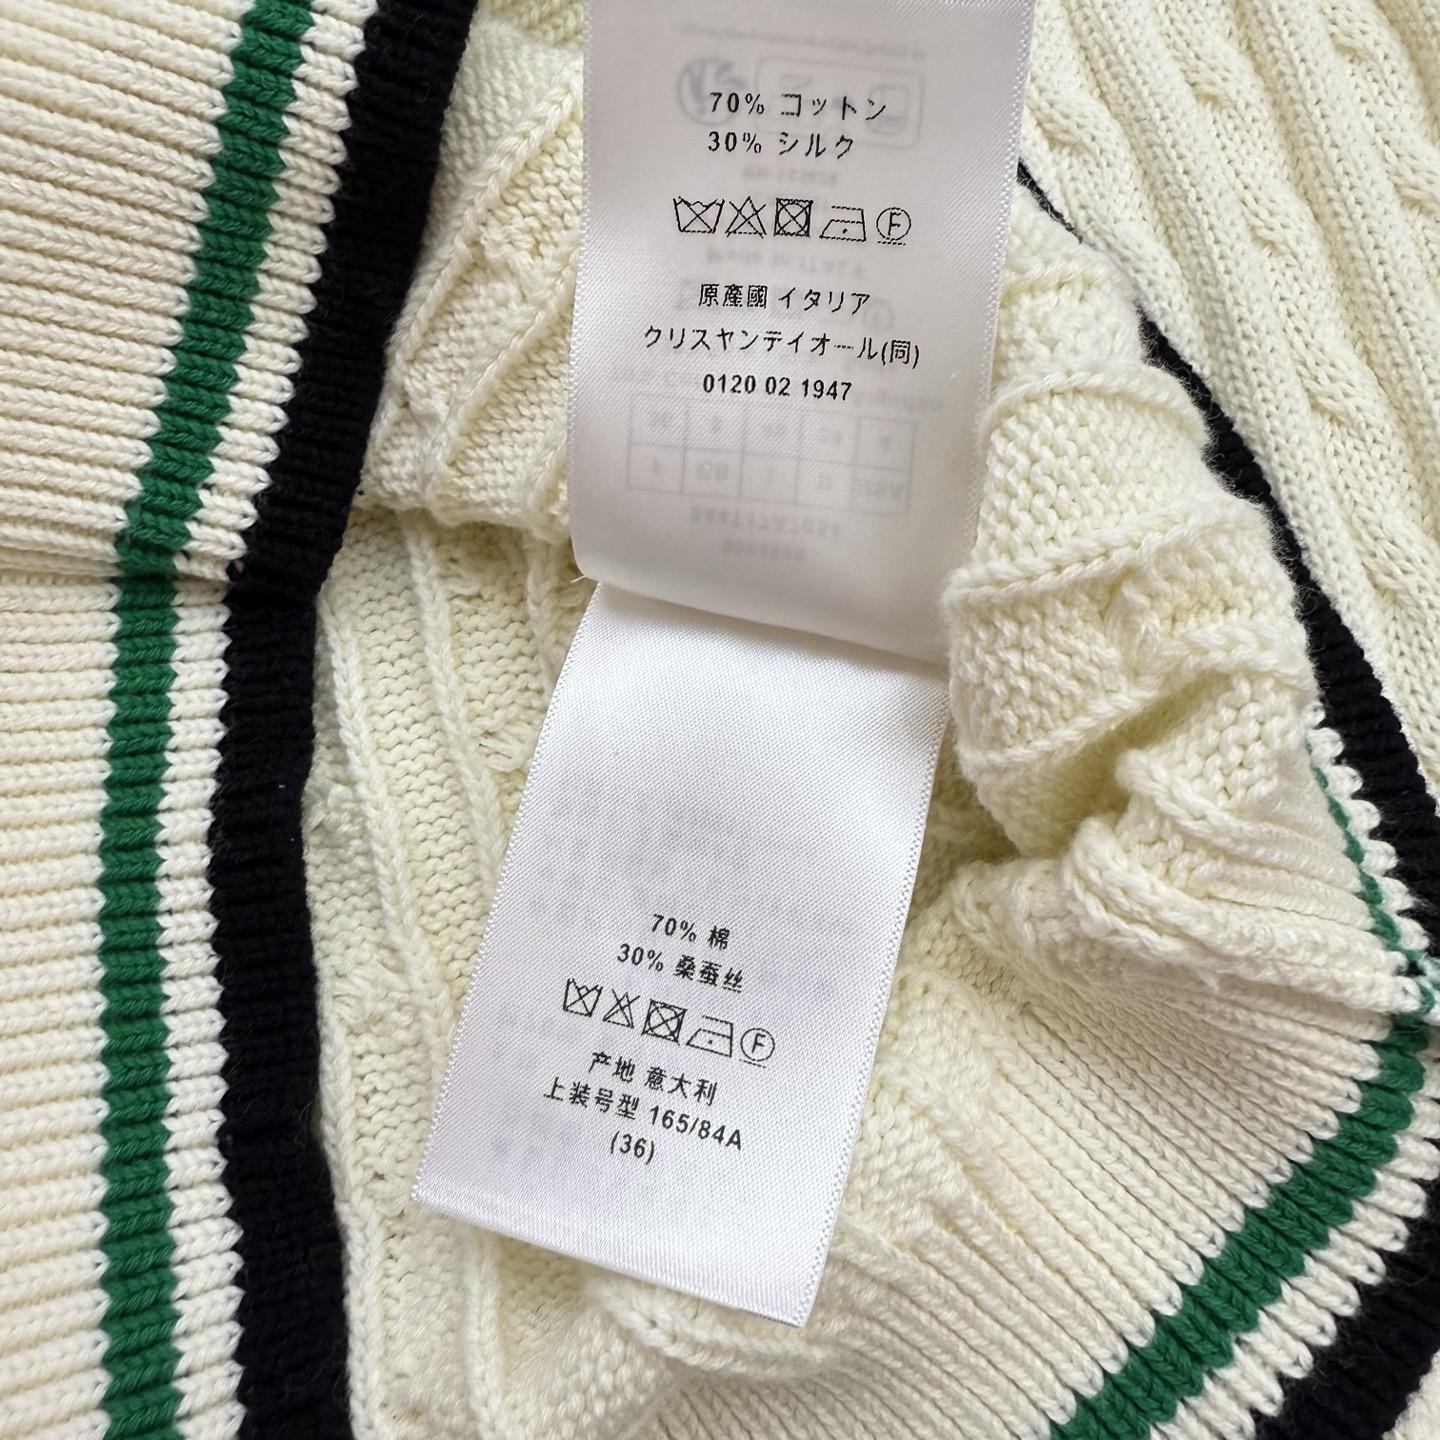 70% コットン
30% シルク
F
原産國 イタリア
クリスヤンデイオール(同)
0120 02 1947
70% 棉
30% 桑蚕丝
F
产地 意大利
上装号型 165/84A
(36)